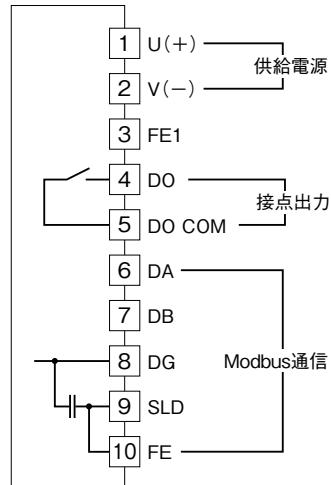 1 U(+)
供給電源
2 V(−)
3 FE1
4 DO
接点出力
5 DO COM
6 DA
7 DB
8 DG
Modbus通信
9 SLD
10 FE